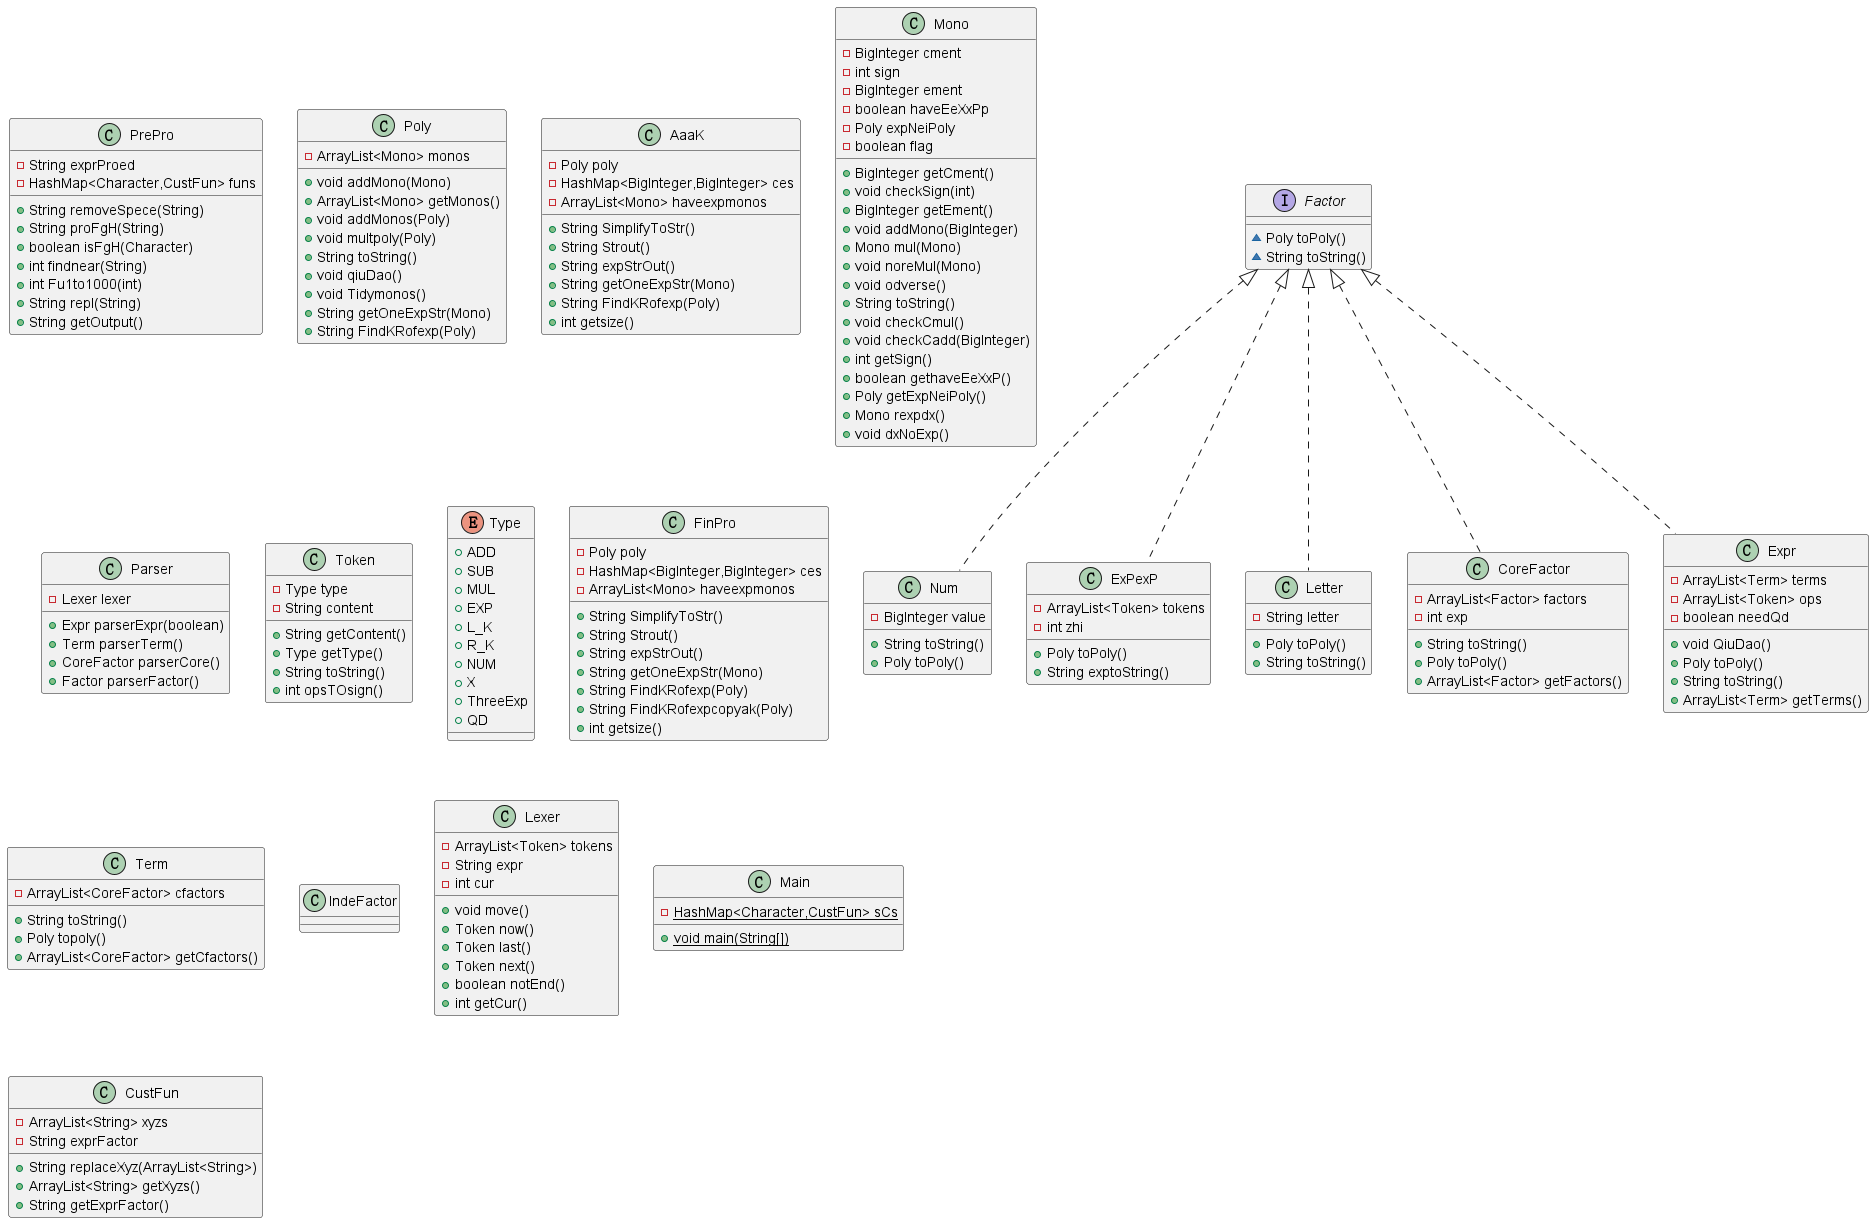 C PrePro
String exprProed
HashMap<Character,CustFun> funs
String removeSpece(String)
String proFgH(String)
boolean isFgH(Character)
int findnear(String)
int Fu1to1000(int)
String repl(String)
String getOutput()
C Poly
ArrayList<Mono> monos
void addMono(Mono)
ArrayList<Mono> getMonos()
void addMonos(Poly)
void multpoly(Poly)
String toString()
void qiuDao()
void Tidymonos()
String getOneExpStr(Mono)
String FindKRofexp(Poly)
C AaaK
Poly poly
HashMap<BigInteger,BigInteger> ces
ArrayList<Mono> haveexpmonos
String SimplifyToStr()
String Strout()
String expStrOut()
String getOneExpStr(Mono)
String FindKRofexp(Poly)
int getsize()
C Mono
BigInteger cment
int sign
BigInteger ement
boolean haveEeXxPp
Poly expNeiPoly
boolean flag
BigInteger getCment()
void checkSign(int)
BigInteger getEment()
void addMono(BigInteger)
Mono mul(Mono)
void noreMul(Mono)
void odverse()
String toString()
void checkCmul()
void checkCadd(BigInteger)
int getSign()
boolean gethaveEeXxP()
Poly getExpNeiPoly()
Mono rexpdx()
void dxNoExp()
I Factor
Poly toPoly()
String toString()
C Parser
Lexer lexer
Expr parserExpr(boolean)
Term parserTerm()
CoreFactor parserCore()
Factor parserFactor()
C Token
Type type
String content
String getContent()
Type getType()
String toString()
int opsTOsign()
E Type
ADD
SUB
MUL
EXP
L_K
R_K
NUM
X
ThreeExp
QD
C FinPro
Poly poly
HashMap<BigInteger,BigInteger> ces
ArrayList<Mono> haveexpmonos
String SimplifyToStr()
String Strout()
String expStrOut()
String getOneExpStr(Mono)
String FindKRofexp(Poly)
String FindKRofexpcopyak(Poly)
int getsize()
C Num
BigInteger value
String toString()
Poly toPoly()
C ExPexP
ArrayList<Token> tokens
int zhi
Poly toPoly()
String exptoString()
C Letter
String letter
Poly toPoly()
String toString()
C CoreFactor
ArrayList<Factor> factors
int exp
String toString()
Poly toPoly()
ArrayList<Factor> getFactors()
C Expr
ArrayList<Term> terms
ArrayList<Token> ops
boolean needQd
void QiuDao()
Poly toPoly()
String toString()
ArrayList<Term> getTerms()
C Term
ArrayList<CoreFactor> cfactors
String toString()
Poly topoly()
ArrayList<CoreFactor> getCfactors()
C IndeFactor
C Lexer
ArrayList<Token> tokens
String expr
int cur
void move()
Token now()
Token last()
Token next()
boolean notEnd()
int getCur()
C Main
HashMap<Character,CustFun> sCs
void main(String[])
C CustFun
ArrayList<String> xyzs
String exprFactor
String replaceXyz(ArrayList<String>)
ArrayList<String> getXyzs()
String getExprFactor()